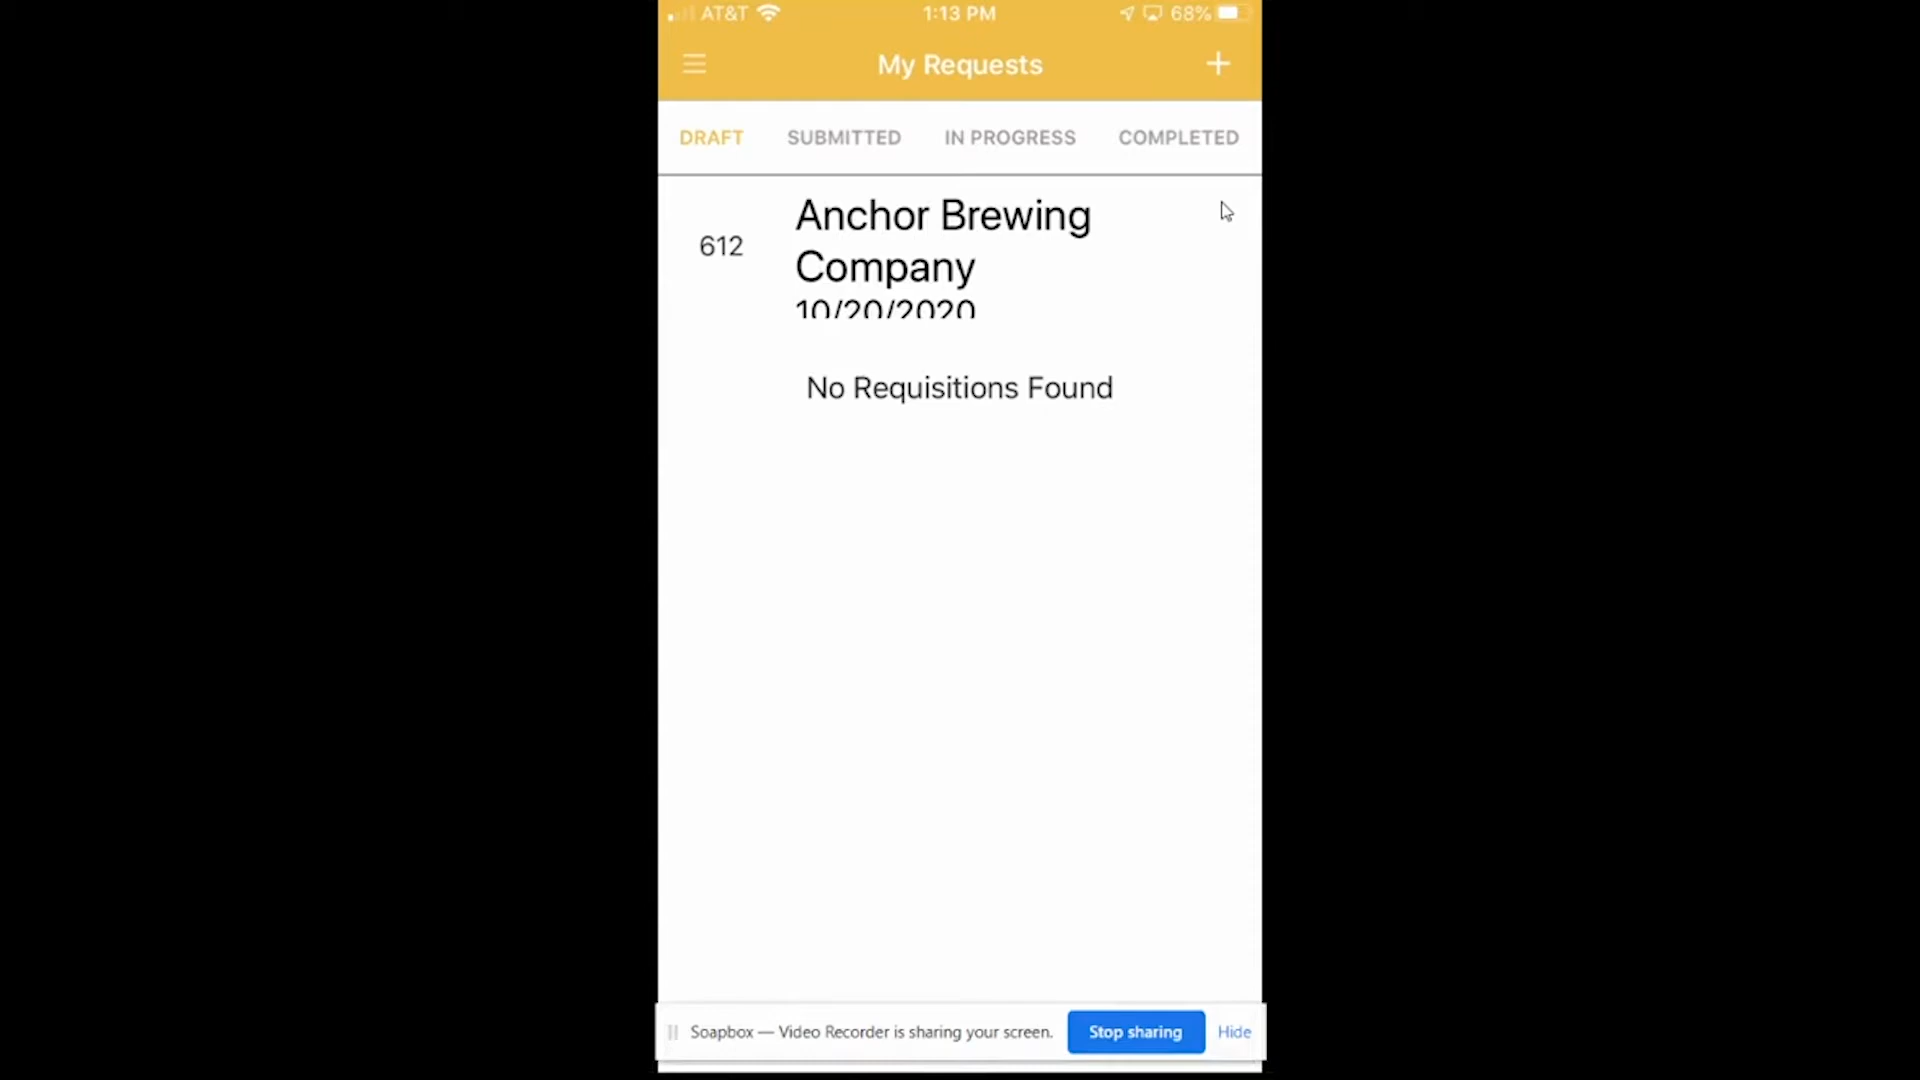 AT&T 1:13 PM 68%
My Requests
DRAFT SUBMITTED IN PROGRESS COMPLETED
612
Anchor Brewing
Company
10/20/2020
No Requisitions Found
Soapbox — Video Recorder is sharing your screen. Stop sharing Hide